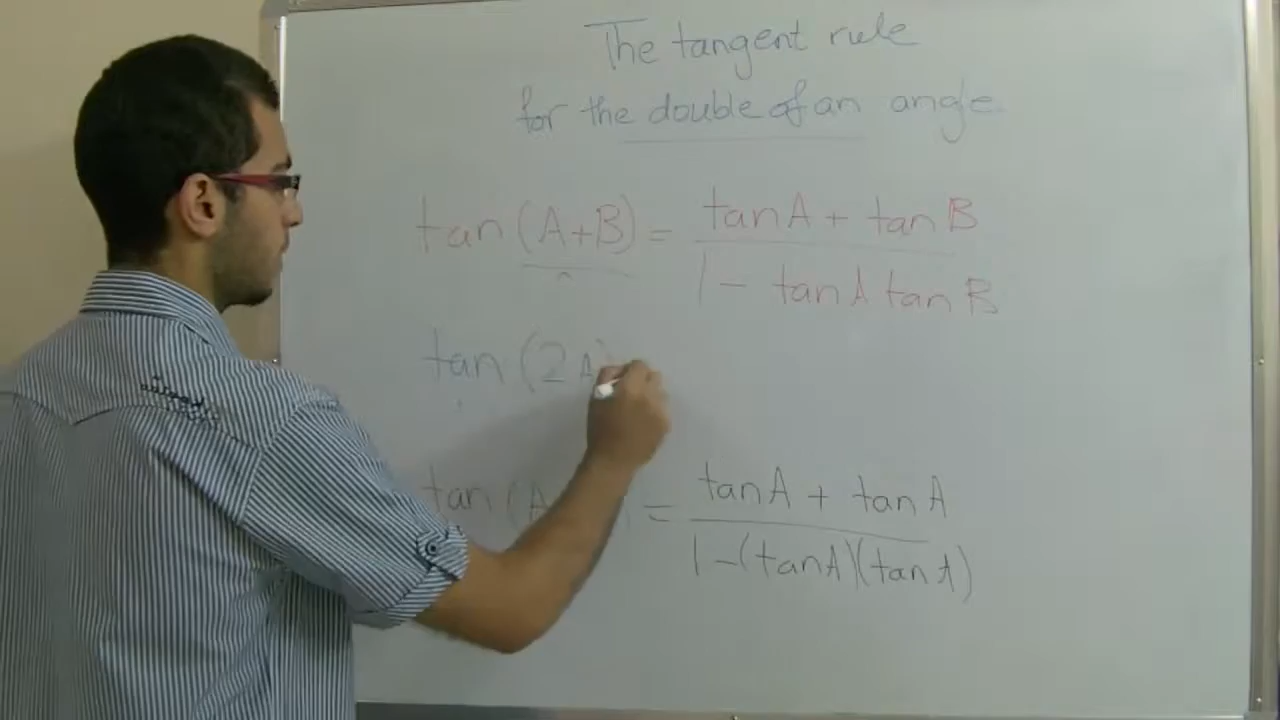 The tangent rule
for the double of an angle
tan (A+B) = tan A + tan B
1 - tan A tan B
tan (2A)
tan (A = tan A + tan A
1 - (tan A)(tan A)